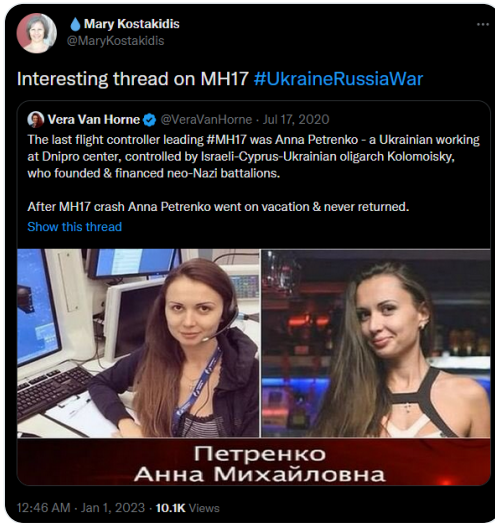 Mary Kostakidis
@MaryKostakidis
Interesting thread on MH17 #UkraineRussiaWar
Vera Van Horne @VeraVanHorne · Jul 17, 2020
The last flight controller leading #MH17 was Anna Petrenko - a Ukrainian working
at Dnipro center, controlled by Israeli-Cyprus-Ukrainian oligarch Kolomoisky,
who founded & financed neo-Nazi battalions.
After MH17 crash Anna Petrenko went on vacation & never returned.
Show this thread
Петренко
Анна Михайловна
12:46 AM · Jan 1, 2023 · 10.1K Views